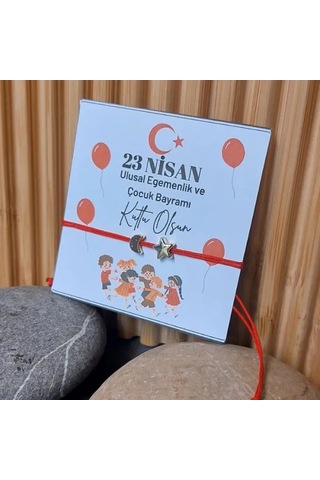 23 NİSAN
Ulusal Egemenlik ve
Çocuk Bayramı
Kutlu Olsun